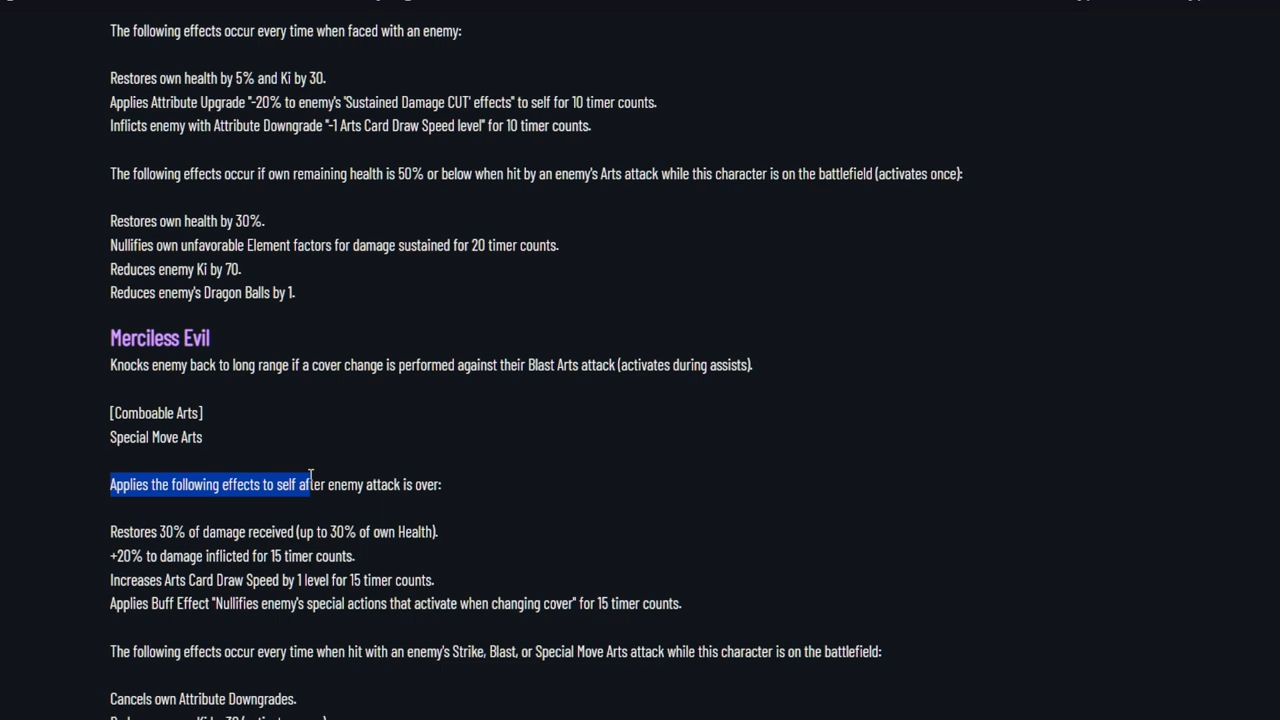 The following effects occur every time when faced with an enemy:
Restores own health by 5% and Ki by 30.
Applies Attribute Upgrade "-20% to enemy's 'Sustained Damage CUT' effects" to self for 10 timer counts.
Inflicts enemy with Attribute Downgrade "-1 Arts Card Draw Speed level" for 10 timer counts.
The following effects occur if own remaining health is 50% or below when hit by an enemy's Arts attack while this character is on the battlefield (activates once):
Restores own health by 30%.
Nullifies own unfavorable Element factors for damage sustained for 20 timer counts.
Reduces enemy Ki by 70.
Reduces enemy's Dragon Balls by 1.
Merciless Evil
Knocks enemy back to long range if a cover change is performed against their Blast Arts attack (activates during assists).
[Comboable Arts]
Special Move Arts
Applies the following effects to self after enemy attack is over:
Restores 30% of damage received (up to 30% of own Health).
+20% to damage inflicted for 15 timer counts.
Increases Arts Card Draw Speed by 1 level for 15 timer counts.
Applies Buff Effect "Nullifies enemy's special actions that activate when changing cover" for 15 timer counts.
The following effects occur every time when hit with an enemy's Strike, Blast, or Special Move Arts attack while this character is on the battlefield:
Cancels own Attribute Downgrades.